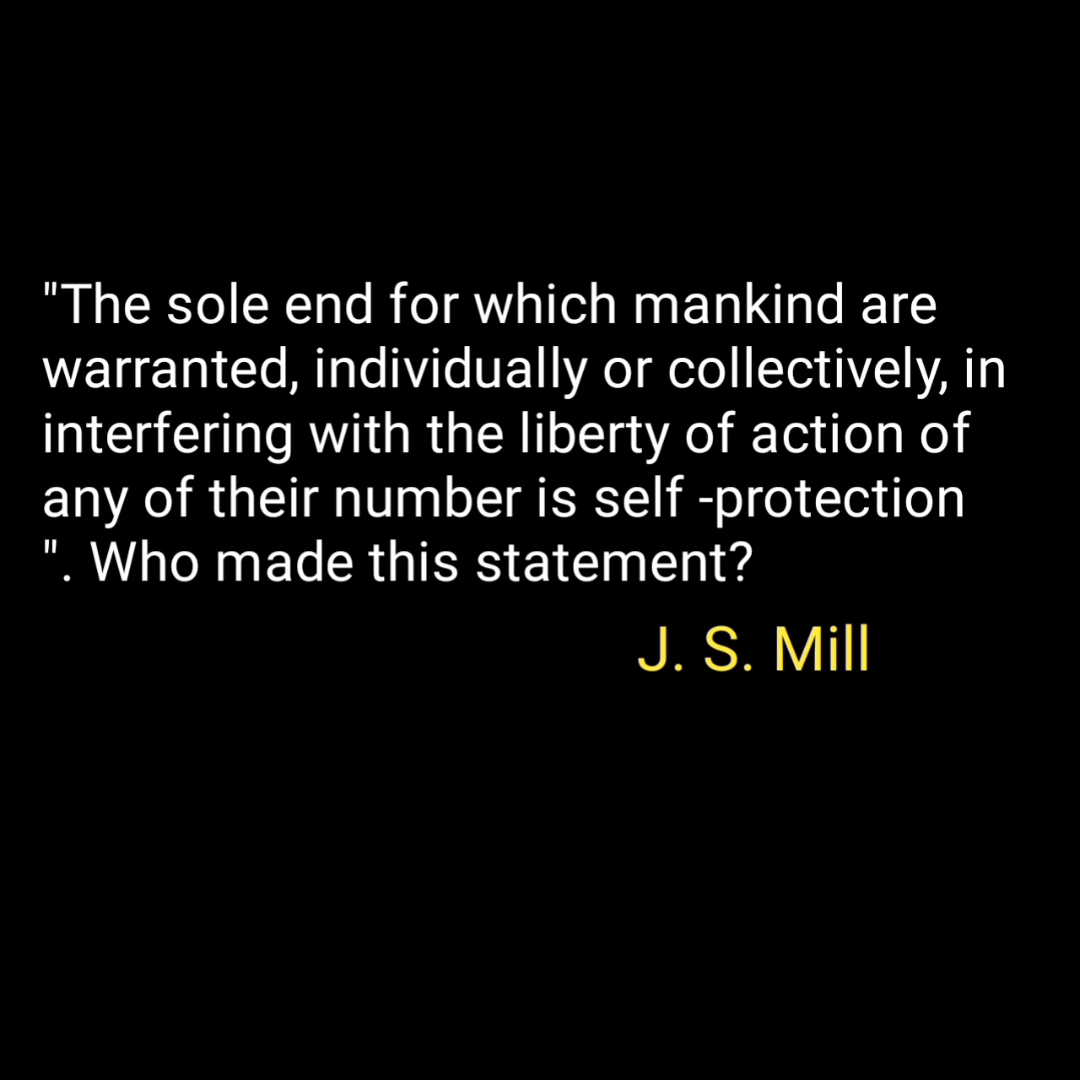 "The sole end for which mankind are
warranted, individually or collectively, in
interfering with the liberty of action of
any of their number is self -protection
". Who made this statement?
J. S. Mill